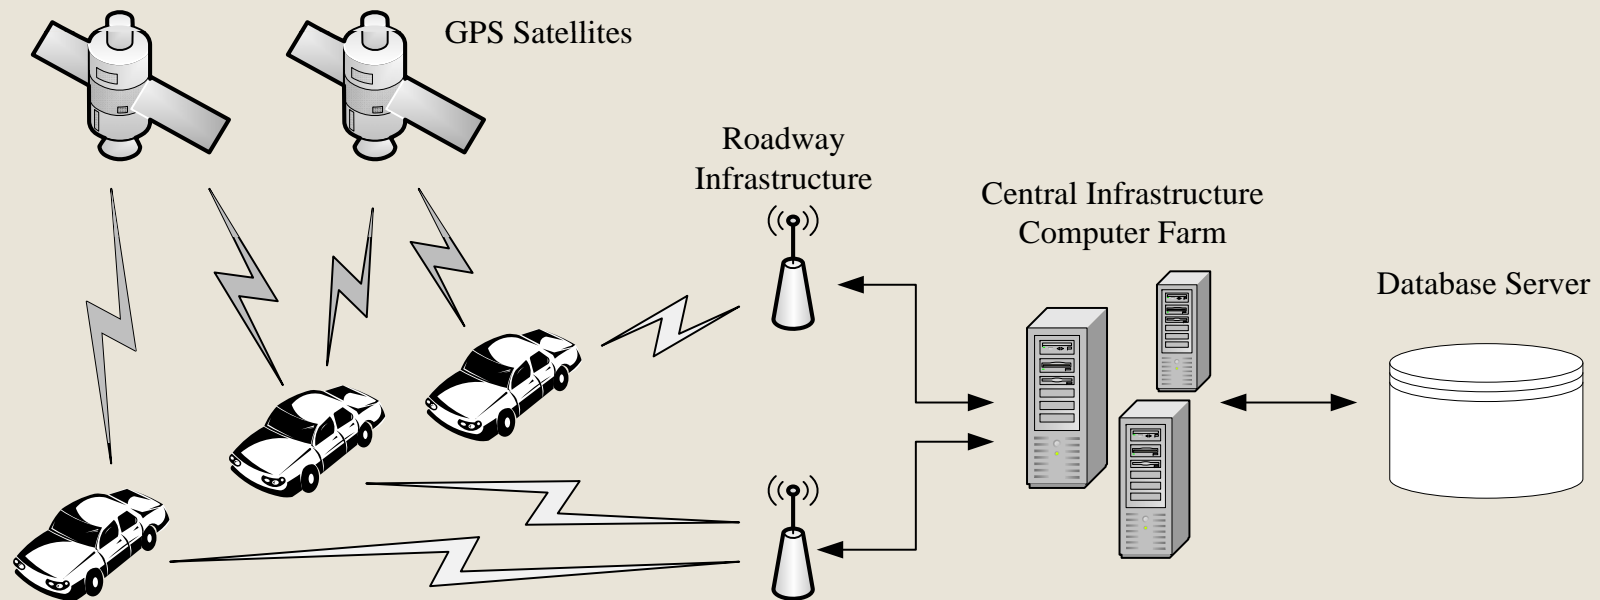 GPS Satellites
Roadway
Infrastructure
Central Infrastructure
Computer Farm
Database Server